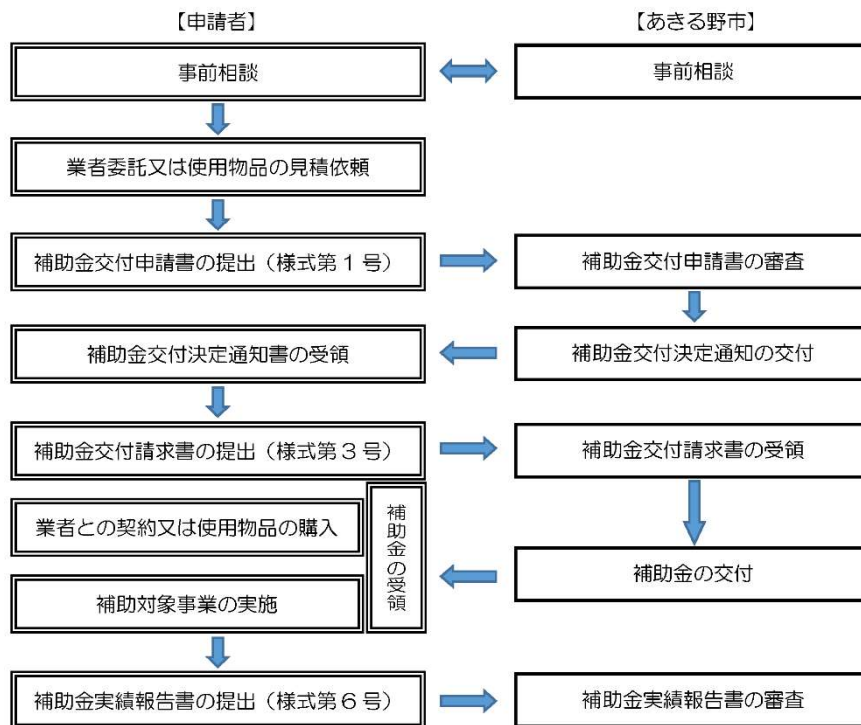 【申請者】
【あきる野市】
事前相談
事前相談
業者委託又は使用物品の見積依頼
補助金交付申請書の提出（様式第1号）
補助金交付申請書の審査
補助金交付決定通知書の受領
補助金交付決定通知の交付
補助金交付請求書の提出（様式第3号）
補助金交付請求書の受領
業者との契約又は使用物品の購入
補助金の受領
補助金の交付
補助対象事業の実施
補助金実績報告書の提出（様式第6号）
補助金実績報告書の審査